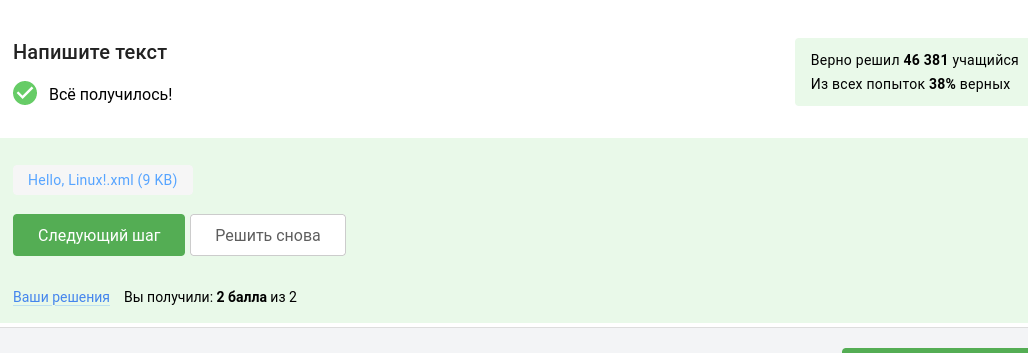 Напишите текст
Всё получилось!
Верно решил 46 381 учащийся
Из всех попыток 38% верных
Hello, Linux!.xml (9 KB)
Следующий шаг
Решить снова
Ваши решения
Вы получили: 2 балла из 2